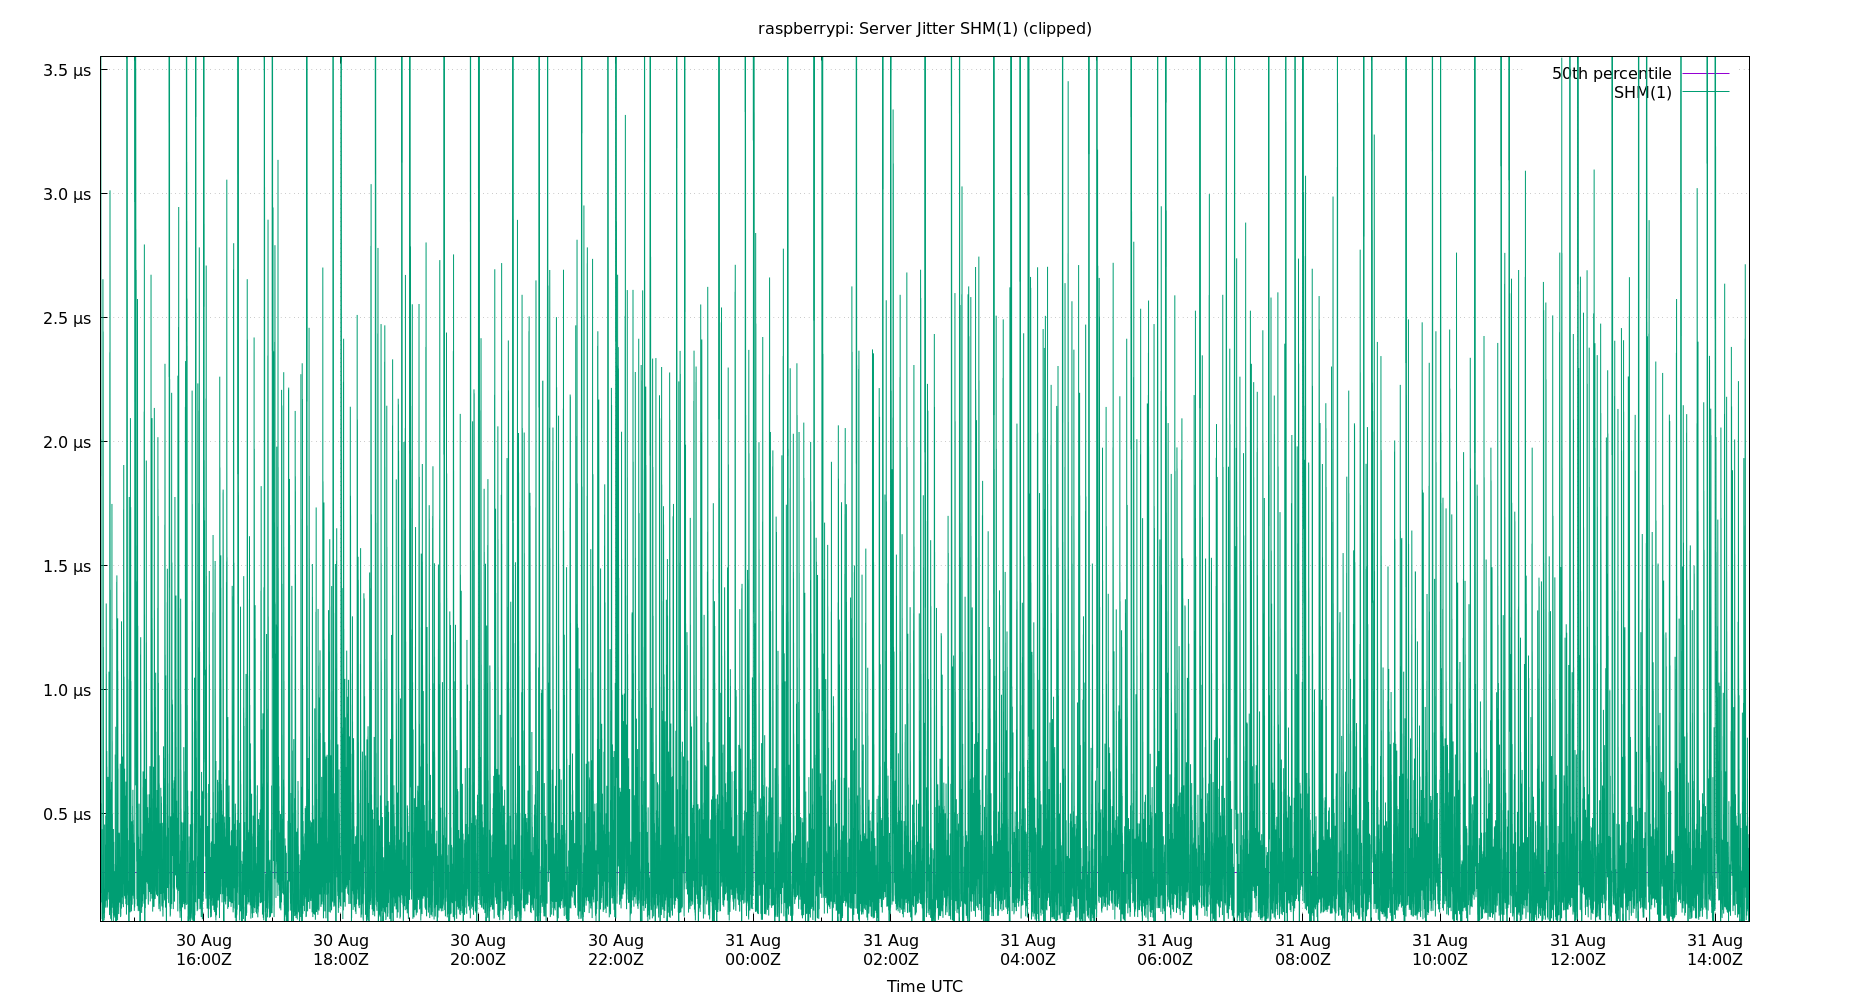 raspberrypi: Server Jitter SHM(1) (clipped)
3.5 µs
50th percentile
SHM(1)
3.0 µs
2.5 µs
2.0 µs
1.5 µs
1.0 µs
0.5 µs
30 Aug 30 Aug 30 Aug 30 Aug 31 Aug 31 Aug 31 Aug 31 Aug 31 Aug 31 Aug 31 Aug 31 Aug
16:00Z 18:00Z 20:00Z 22:00Z 00:00Z 02:00Z 04:00Z 06:00Z 08:00Z 10:00Z 12:00Z 14:00Z
Time UTC